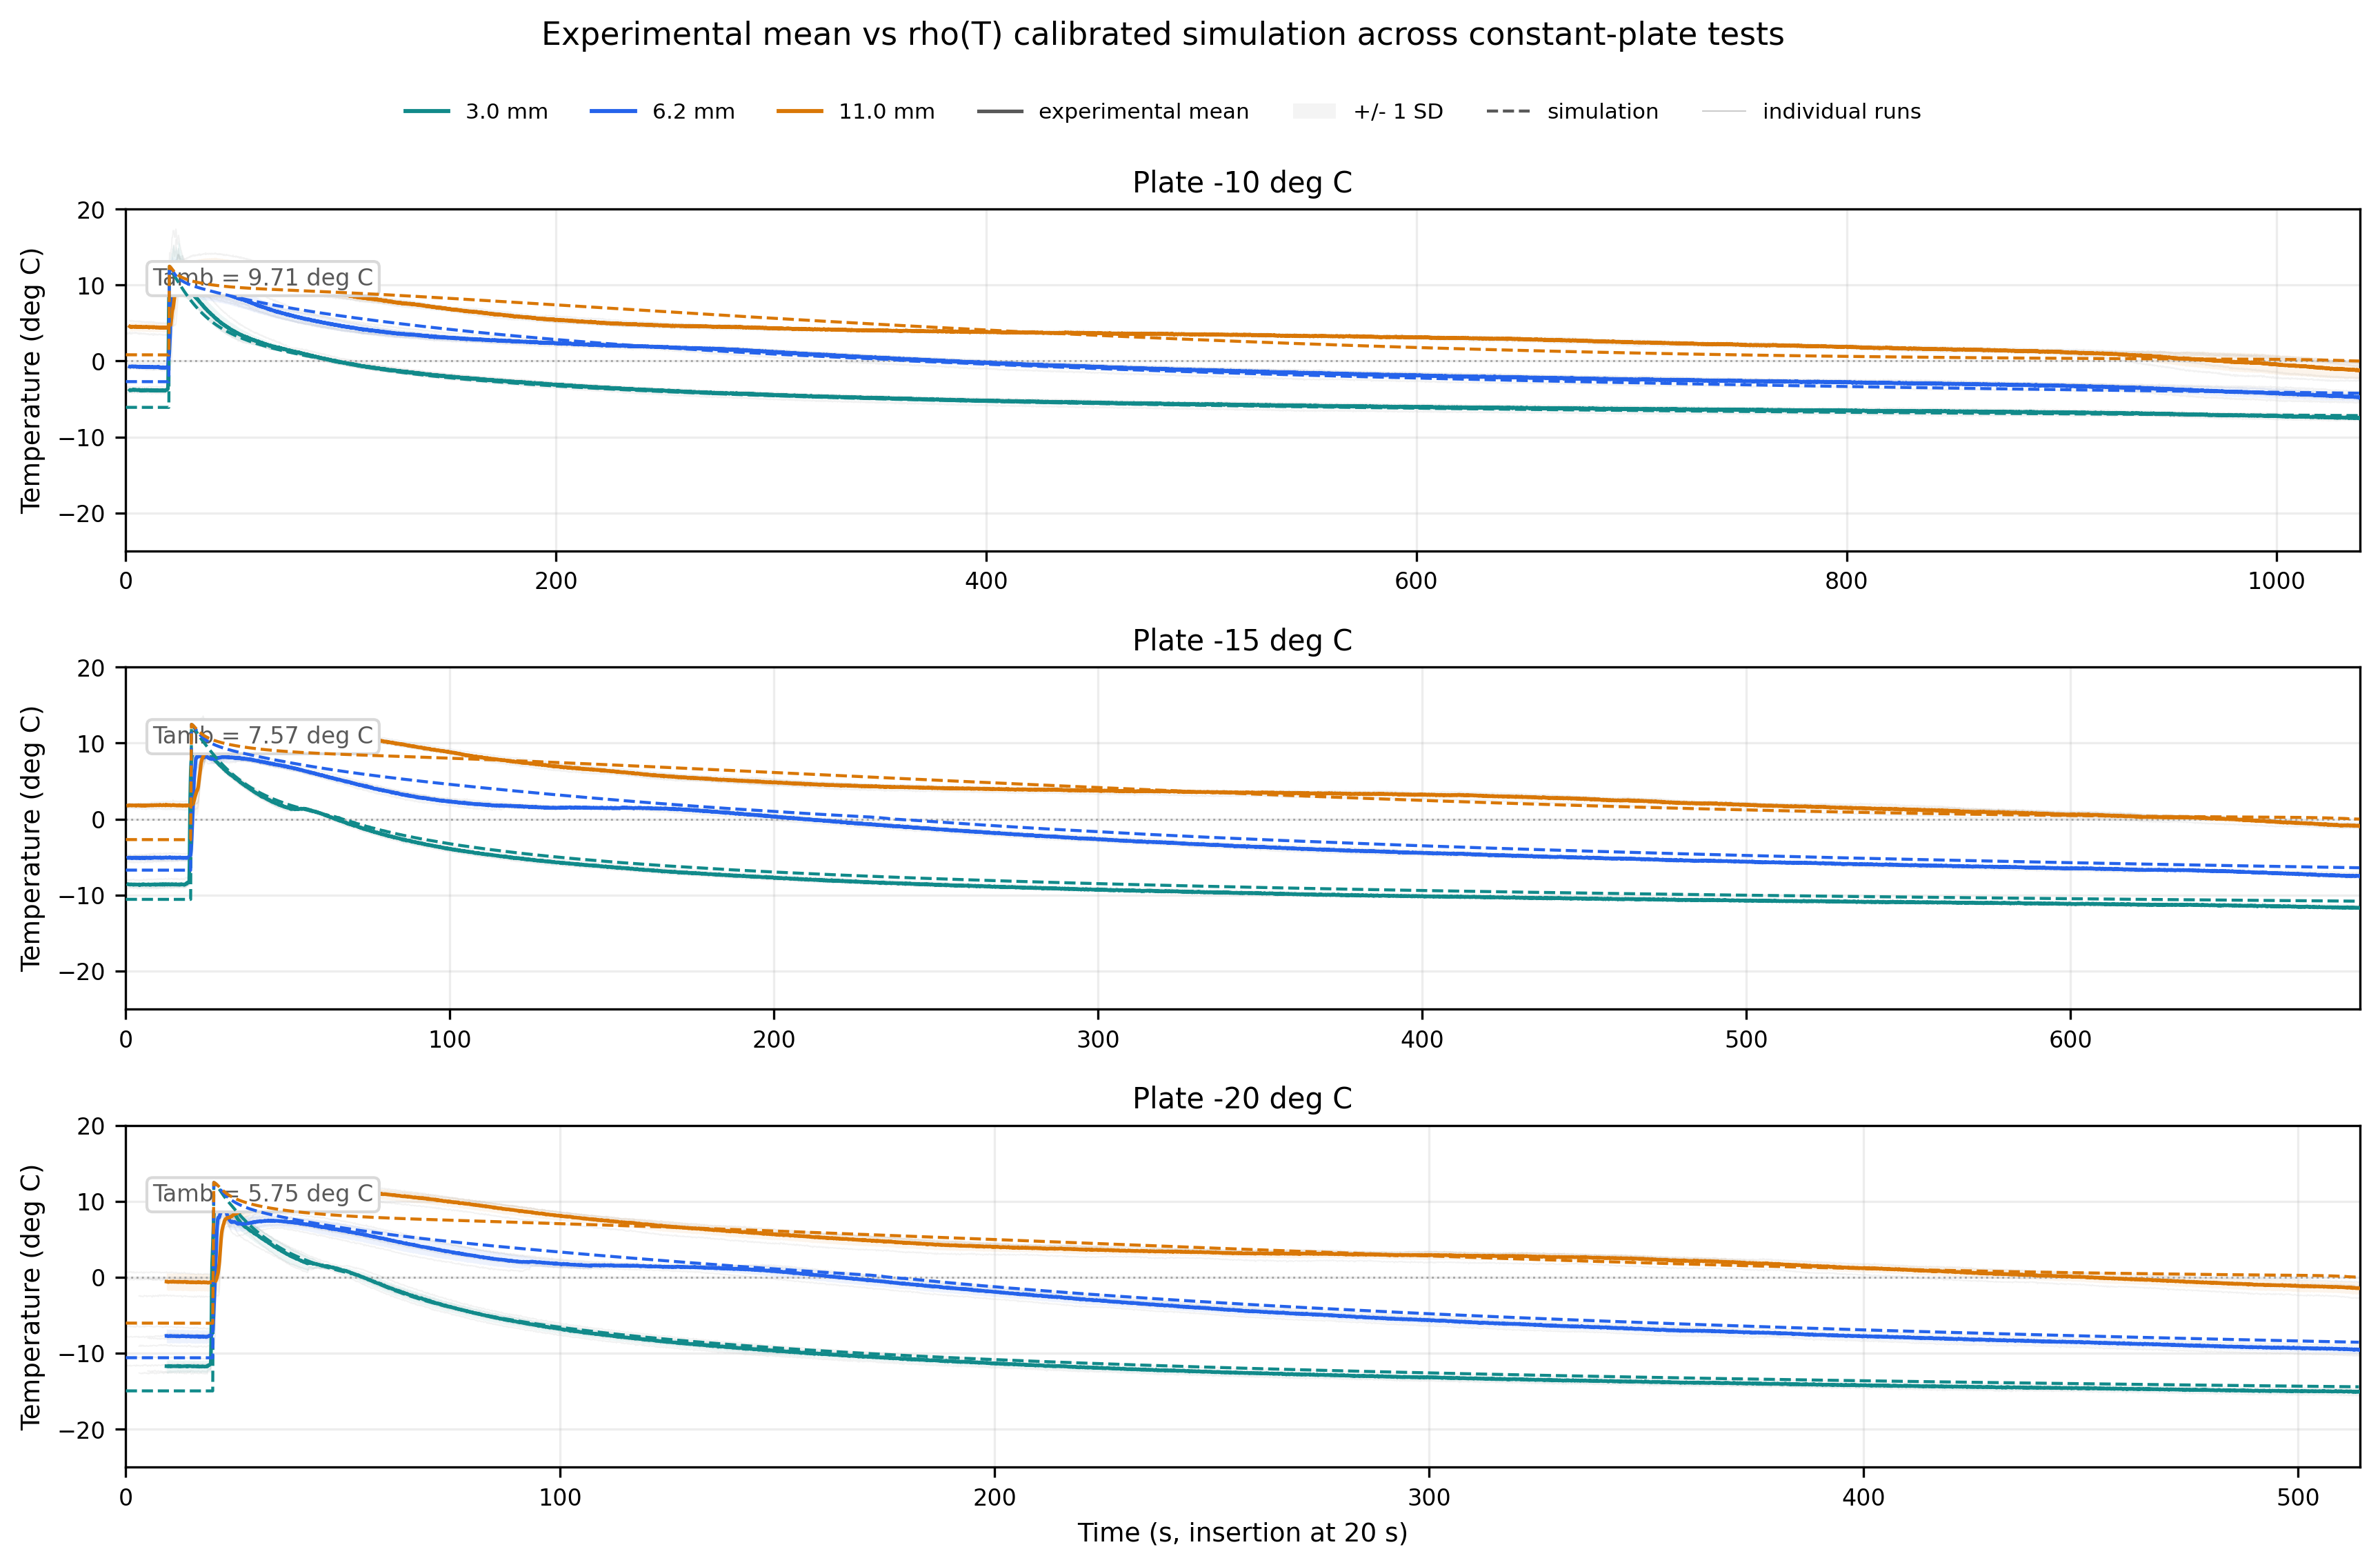 Experimental mean vs rho(T) calibrated simulation across constant-plate tests
3.0 mm 6.2 mm 11.0 mm experimental mean +/- 1 SD simulation individual runs
Plate -10 deg C
Temperature (deg C)
20
10
0
−10
−20
Tamb = 9.71 deg C
0 200 400 600 800 1000
Plate -15 deg C
Temperature (deg C)
20
10
0
−10
−20
Tamb = 7.57 deg C
0 100 200 300 400 500 600
Plate -20 deg C
Temperature (deg C)
20
10
0
−10
−20
Tamb = 5.75 deg C
0 100 200 300 400 500
Time (s, insertion at 20 s)